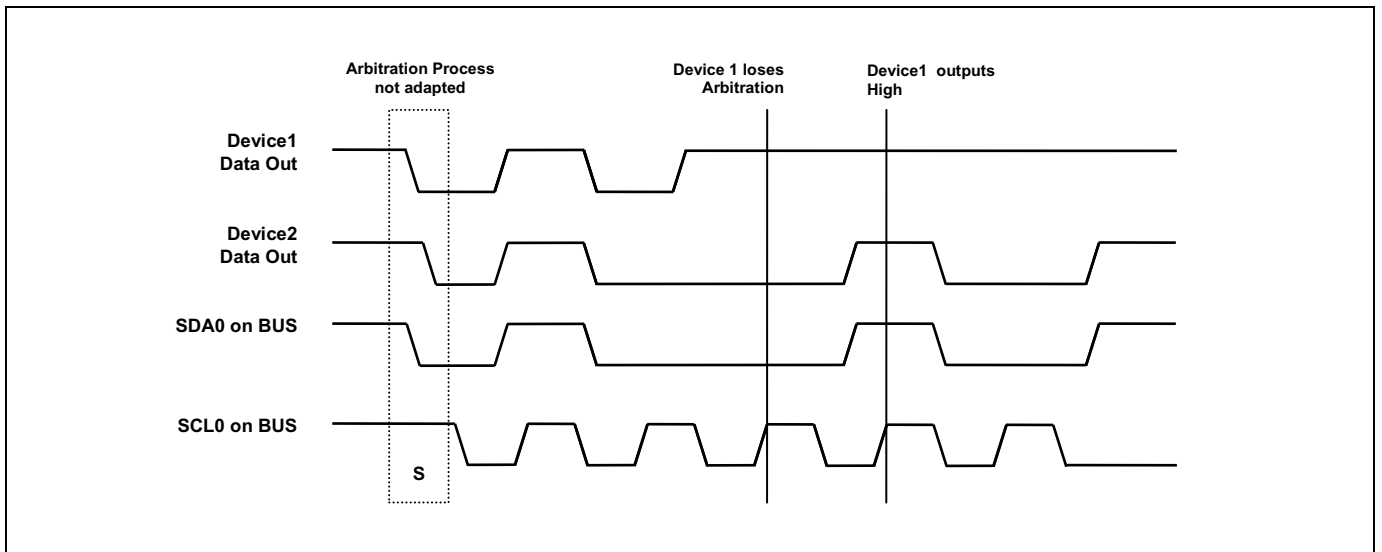 Arbitration Process
not adapted
Device 1 loses
Arbitration
Device1 outputs
High
Device1
Data Out
Device2
Data Out
SDA0 on BUS
SCL0 on BUS
S